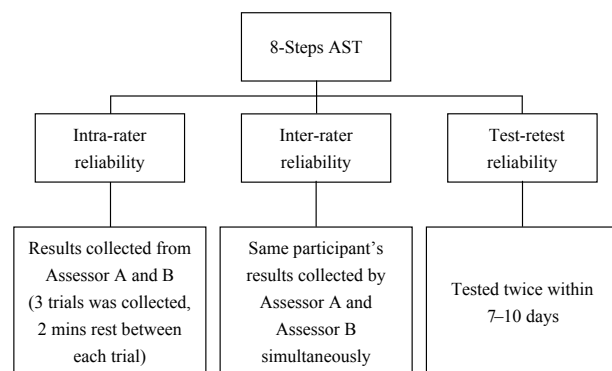 8-Steps AST
Intra-rater
reliability
Inter-rater
reliability
Test-retest
reliability
Results collected from
Assessor A and B
(3 trials was collected,
2 mins rest between
each trial)
Same participant’s
results collected by
Assessor A and
Assessor B
simultaneously
Tested twice within
7–10 days